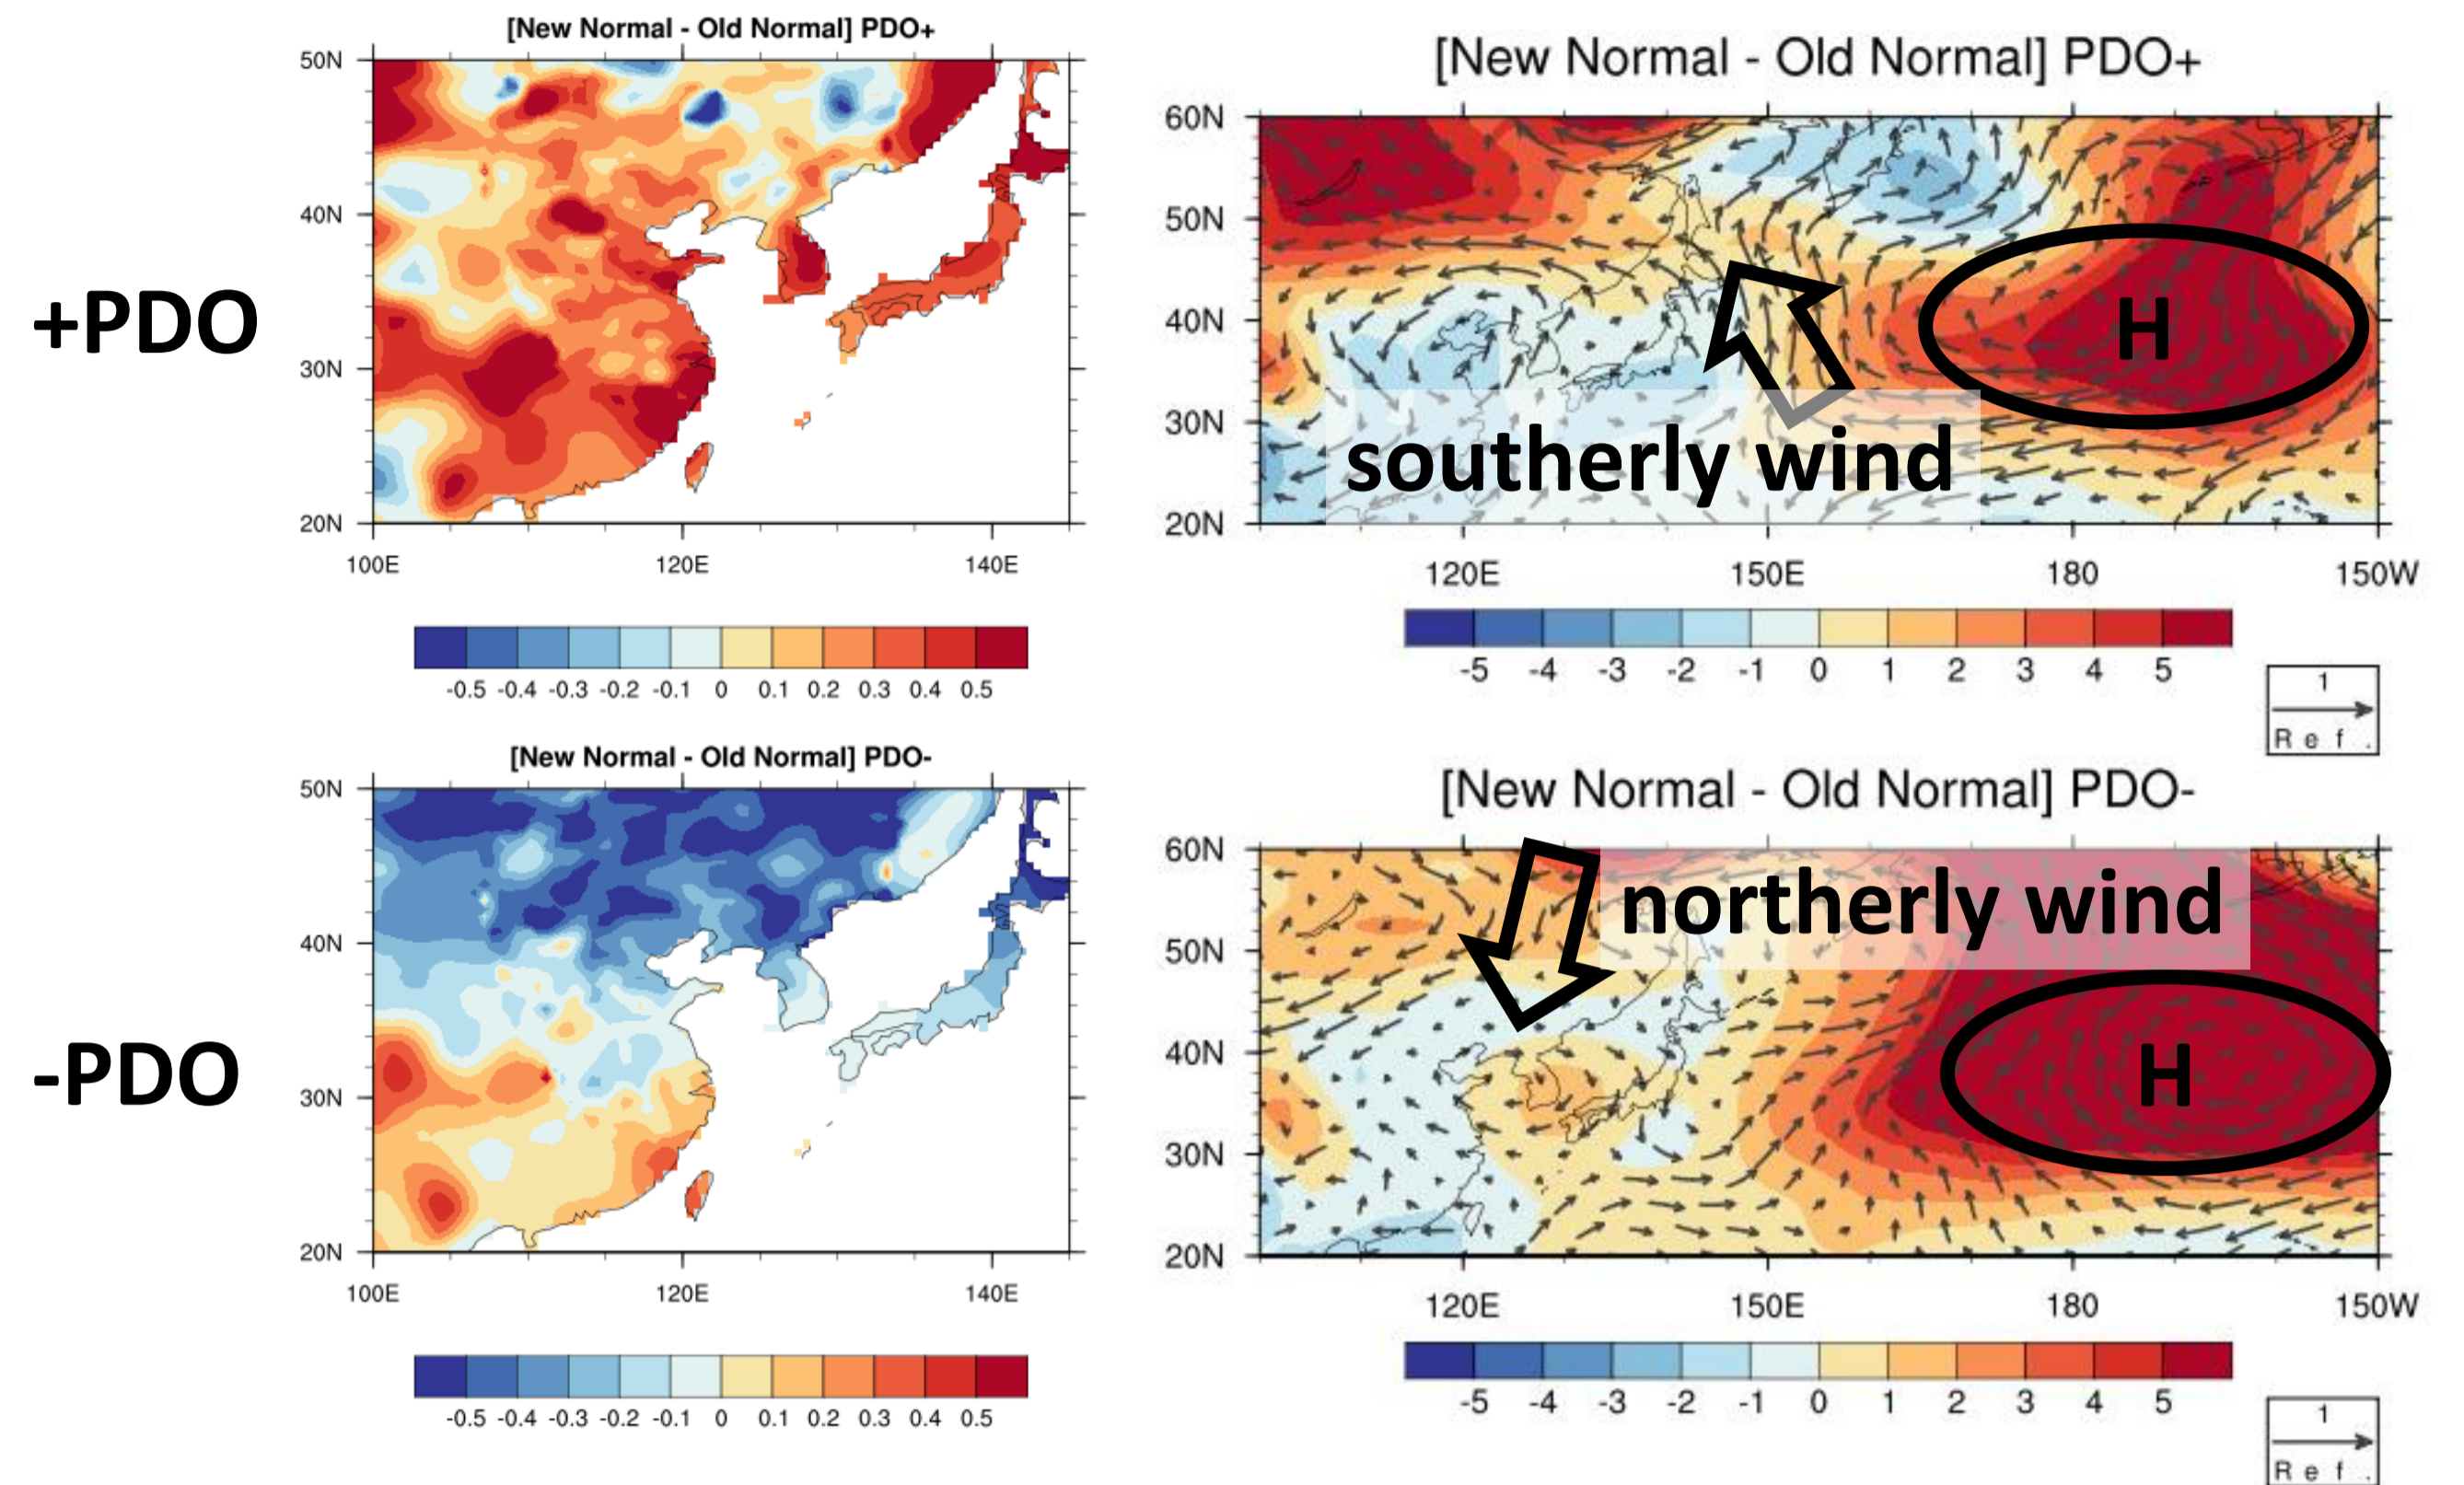 [New Normal - Old Normal] PDO+
50N
40N
30N
20N
100E 120E 140E
-0.5 -0.4 -0.3 -0.2 -0.1 0 0.1 0.2 0.3 0.4 0.5
+PDO
[New Normal - Old Normal] PDO+
60N
50N
40N
30N
20N
H
southerly wind
120E 150E 180 150W
-5 -4 -3 -2 -1 0 1 2 3 4 5
1
Ref.
[New Normal - Old Normal] PDO-
50N
40N
30N
20N
100E 120E 140E
-0.5 -0.4 -0.3 -0.2 -0.1 0 0.1 0.2 0.3 0.4 0.5
-PDO
[New Normal - Old Normal] PDO-
60N
50N
40N
30N
20N
northerly wind
H
120E 150E 180 150W
-5 -4 -3 -2 -1 0 1 2 3 4 5
1
Ref.